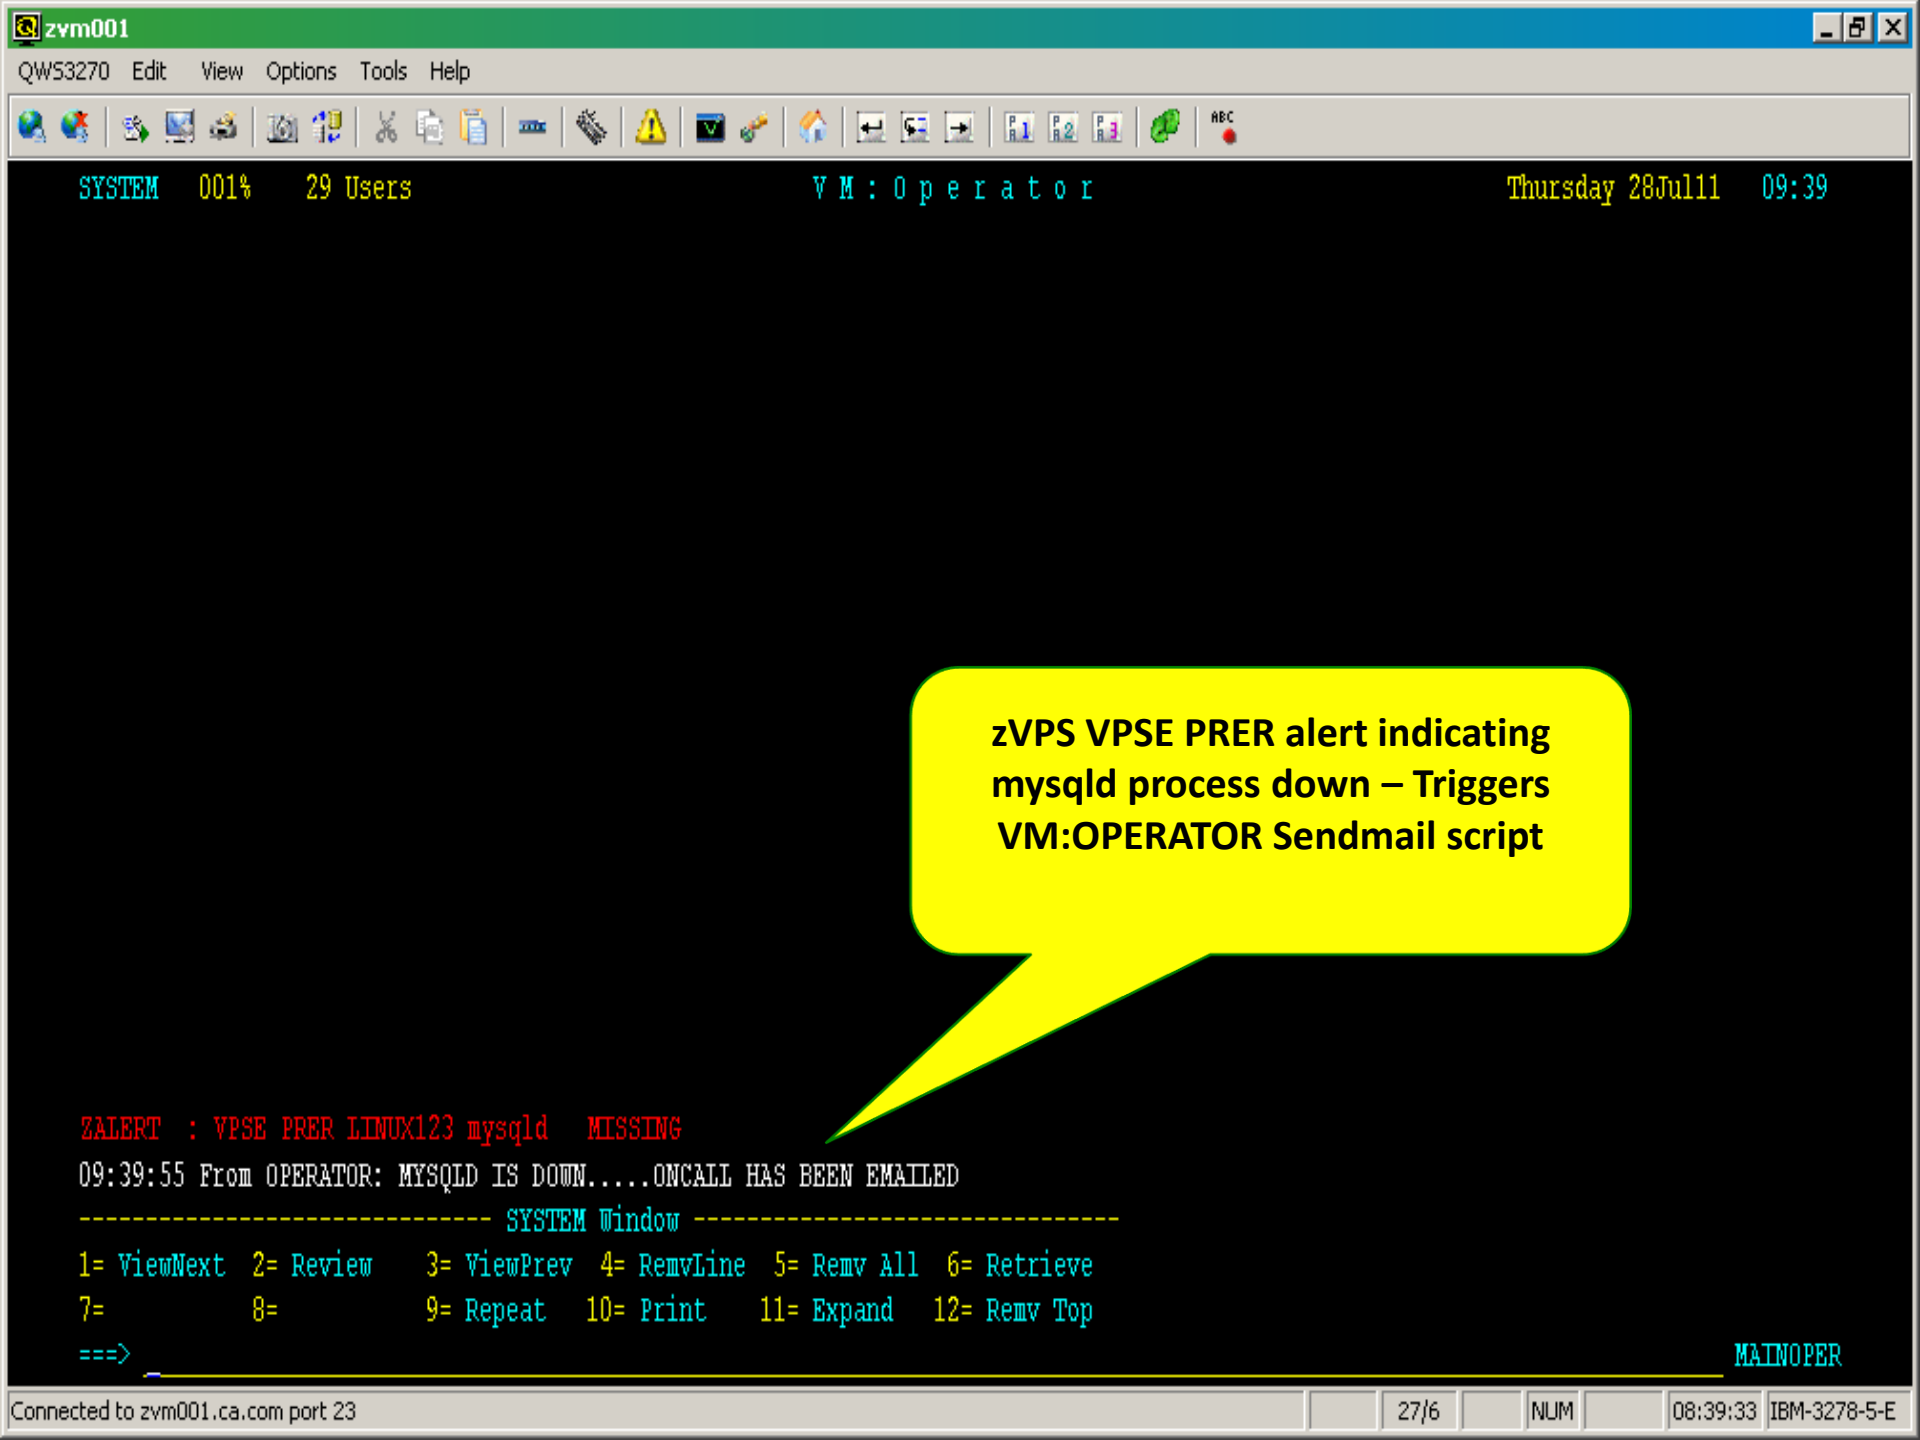 zvm001
QWS3270 Edit View Options Tools Help
ABC
SYSTEM 001% 29 Users V M : O p e r a t o r Thursday 28Jul11 09:39
zVPS VPSE PRER alert indicating
mysqld process down – Triggers
VM:OPERATOR Sendmail script
ZALERT : VPSE PRER LINUX123 mysqld MISSING
09:39:55 From OPERATOR: MYSQLD IS DOWN.....ONCALL HAS BEEN EMAILED
------------------------------- SYSTEM Window --------------------------------
1= ViewNext 2= Review 3= ViewPrev 4= RemvLine 5= Remv All 6= Retrieve
7= 8= 9= Repeat 10= Print 11= Expand 12= Remv Top
===> MAINOPER
Connected to zvm001.ca.com port 23 27/6 NUM 08:39:33 IBM-3278-5-E